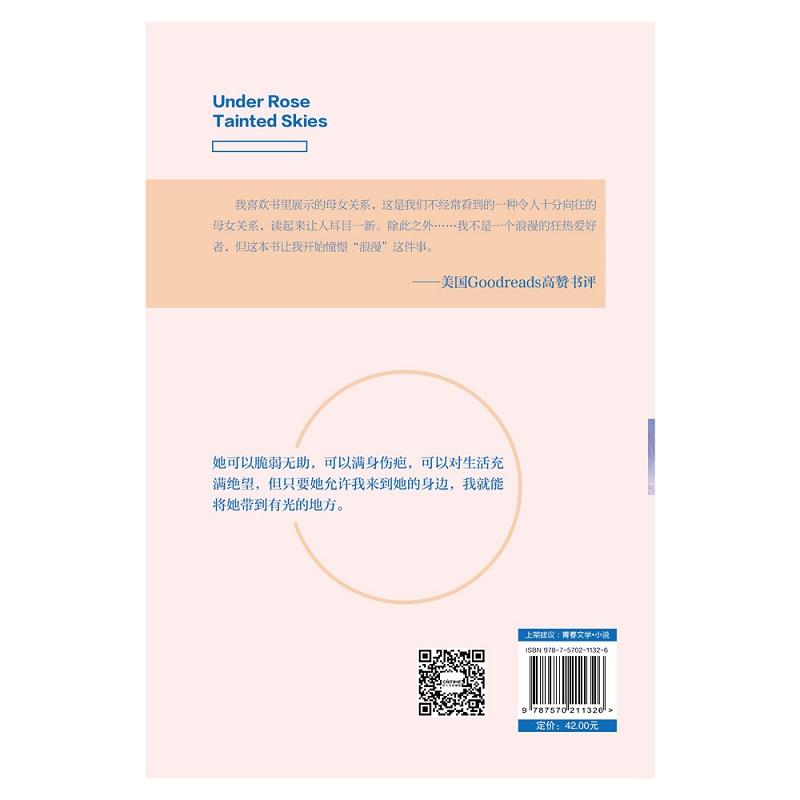 Under Rose
Tainted Skies
我喜欢书里展示的母女关系，这是我们不经常看到的一种令人十分向往的
母女关系，读起来让人耳目一新。除此之外……我不是一个浪漫的狂热爱好
者，但这本书让我开始憧憬“浪漫”这件事。
——美国Goodreads高赞书评
她可以脆弱无助，可以满身伤疤，可以对生活充
满绝望，但只要她允许我来到她的身边，我就能
将她带到有光的地方。
上架建议：青春文学·小说
ISBN 978-7-5702-1132-6
9 787570 211326 >
定价：42.00元